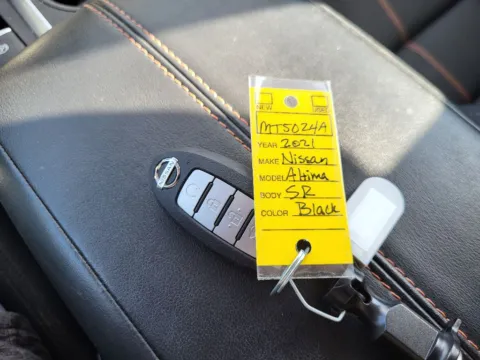 NEW
USED
MT5024A
YEAR 2021
MAKE Nissan
MODEL Altima
BODY SR
COLOR Black